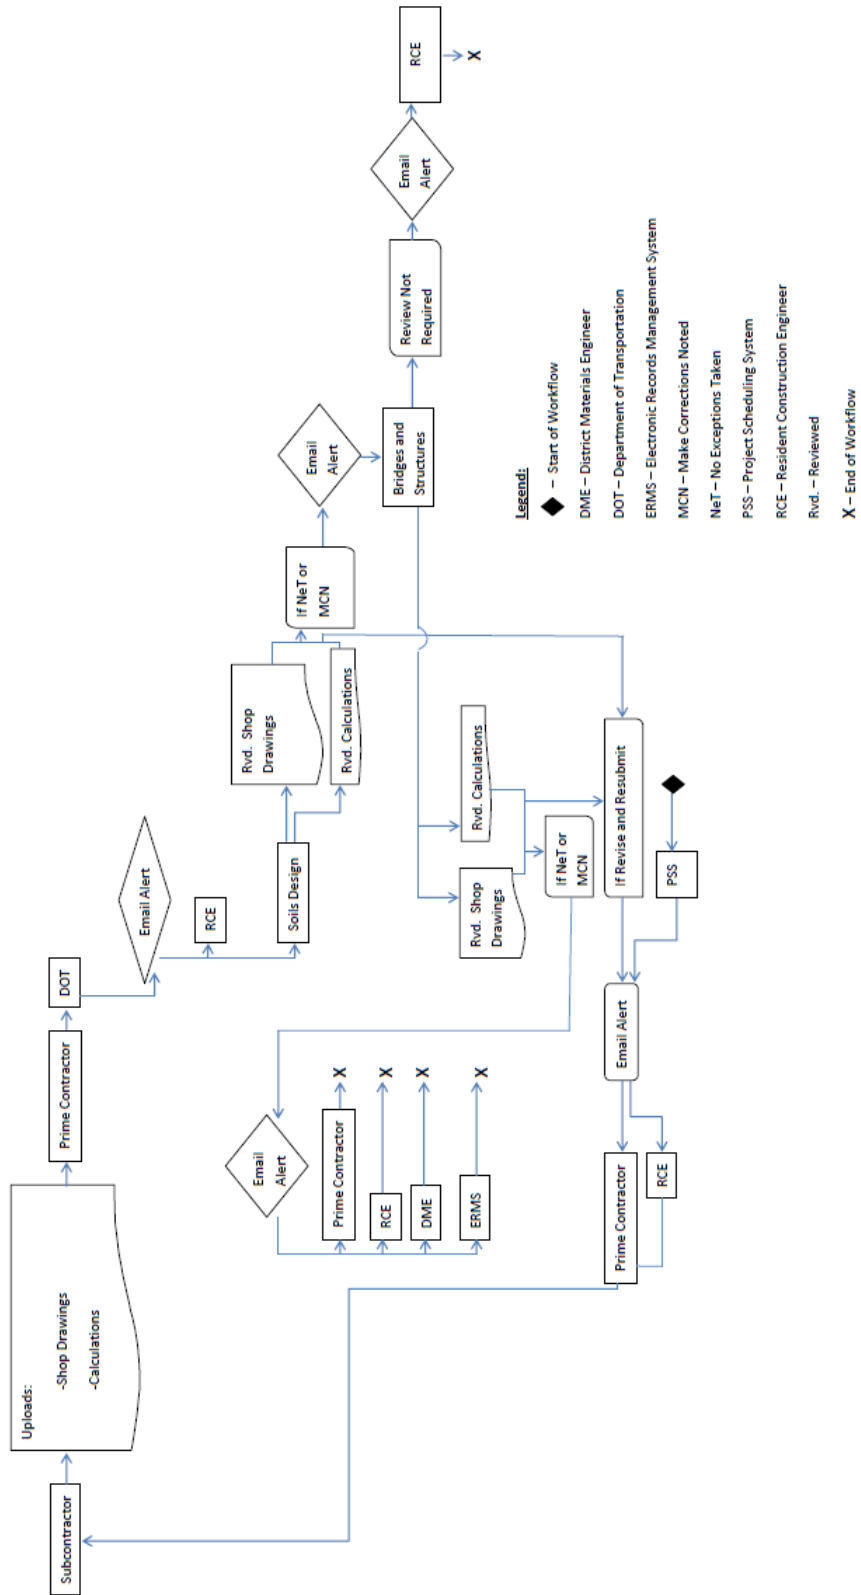 Subcontractor
Uploads:
-Shop Drawings
-Calculations
Prime Contractor
DOT
Email Alert
RCE
Soils Design
Rvd. Shop
Drawings
Rvd. Calculations
If NeT or
MCN
Email
Alert
Bridges and
Structures
Review Not
Required
Email
Alert
RCE
X
Rvd. Shop
Drawings
Rvd. Calculations
If NeT or
MCN
If Revise and Resubmit
PSS
Email Alert
Prime Contractor
RCE
Email
Alert
Prime Contractor
X
RCE
X
DME
X
ERMS
X
Legend:
– Start of Workflow
DME – District Materials Engineer
DOT – Department of Transportation
ERMS – Electronic Records Management System
MCN – Make Corrections Noted
NeT – No Exceptions Taken
PSS – Project Scheduling System
RCE – Resident Construction Engineer
Rvd. – Reviewed
X – End of Workflow